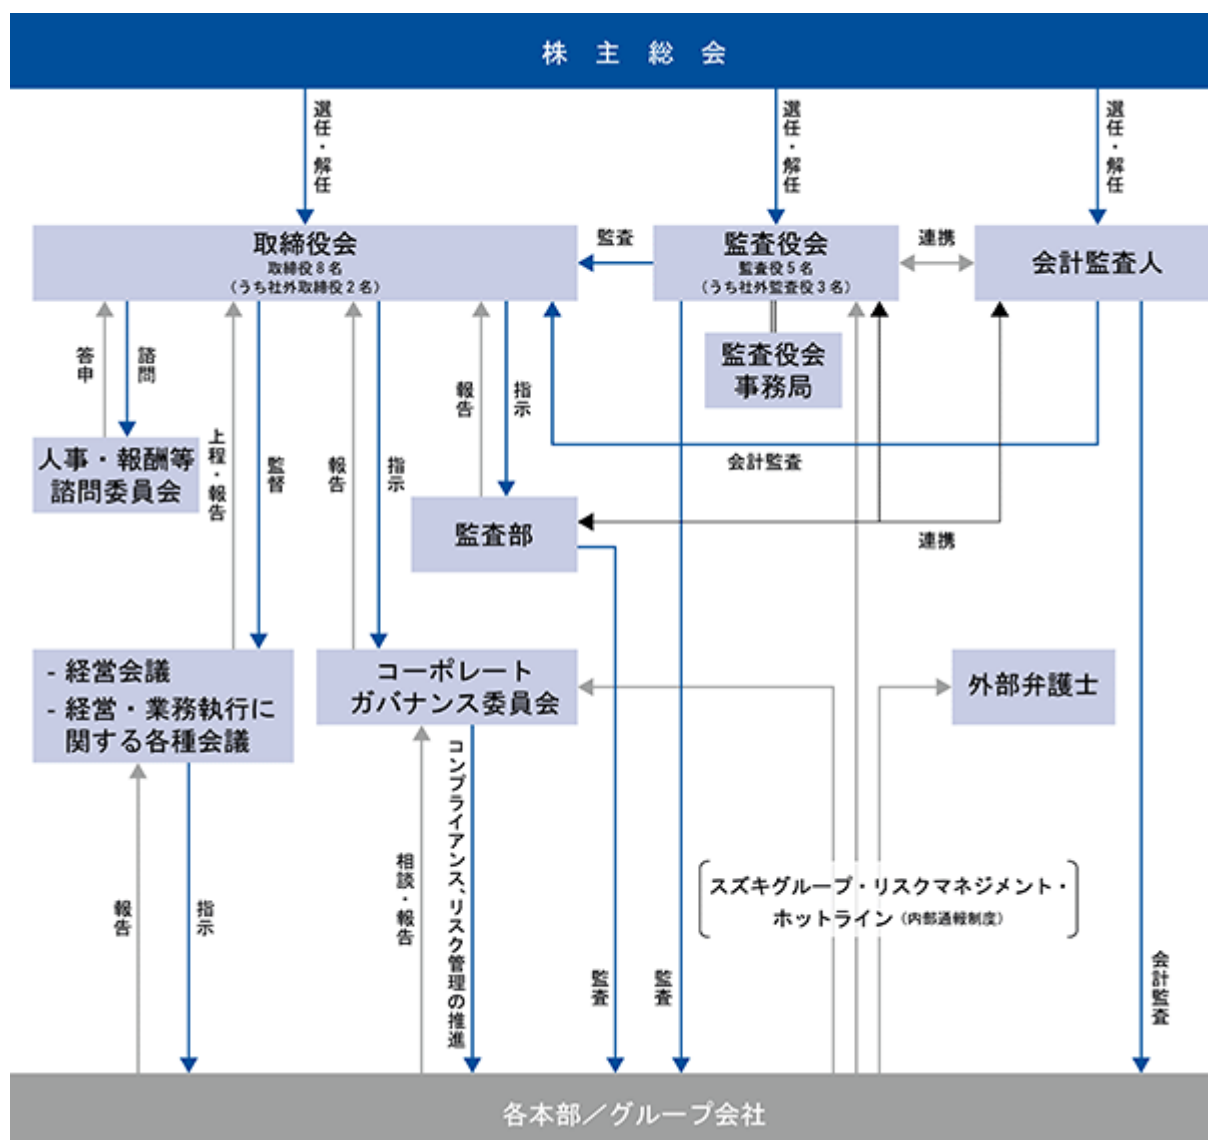 株主総会
選任・解任
選任・解任
選任・解任
取締役会
取締役8名
（うち社外取締役2名）
監査
監査役会
監査役5名
（うち社外監査役3名）
連携
会計監査人
監査役会
事務局
答申
諮問
報告
指示
人事・報酬等
諮問委員会
上程・報告
監督
報告
指示
会計監査
監査部
連携
- 経営会議
- 経営・業務執行に
関する各種会議
コーポレート
ガバナンス委員会
外部弁護士
報告
指示
相談・報告
コンプライアンス、リスク管理の推進
監査
監査
スズキグループ・リスクマネジメント・
ホットライン（内部通報制度）
会計監査
各本部／グループ会社